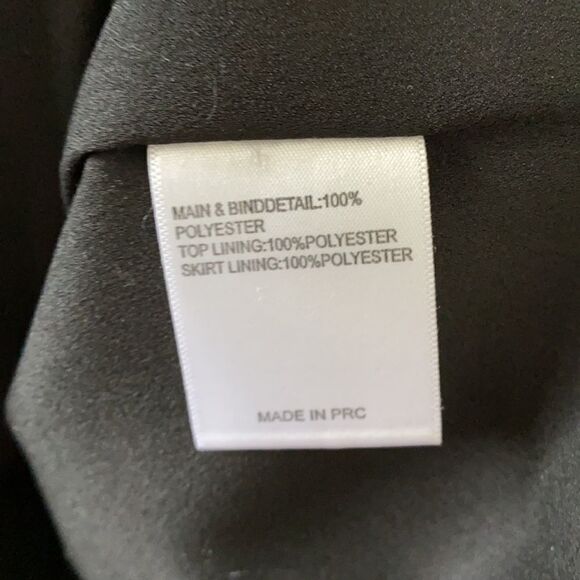 MAIN & BINDDETAIL:100%
POLYESTER
TOP LINING:100%POLYESTER
SKIRT LINING:100%POLYESTER
MADE IN PRC